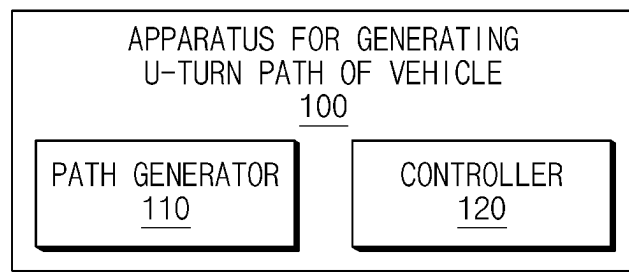 APPARATUS FOR GENERATING
U-TURN PATH OF VEHICLE
100
PATH GENERATOR
110
CONTROLLER
120